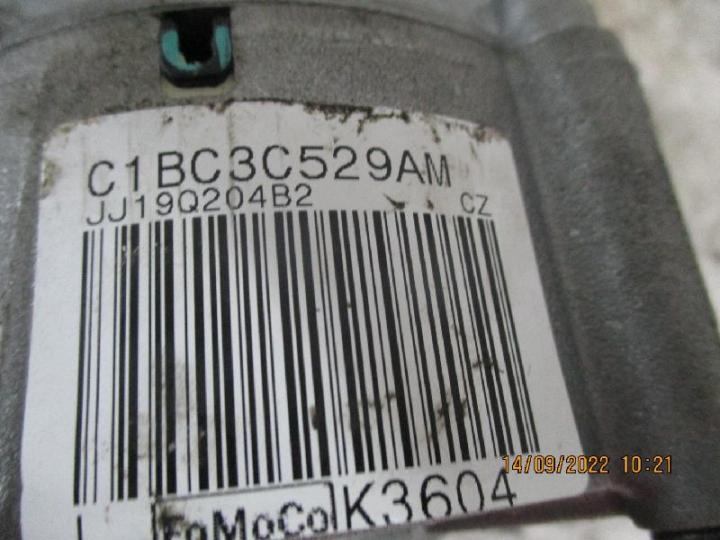 C1BC3C529AM
JJ19Q204B2 CZ
14/09/2022 10:21
FoMoCo K3604